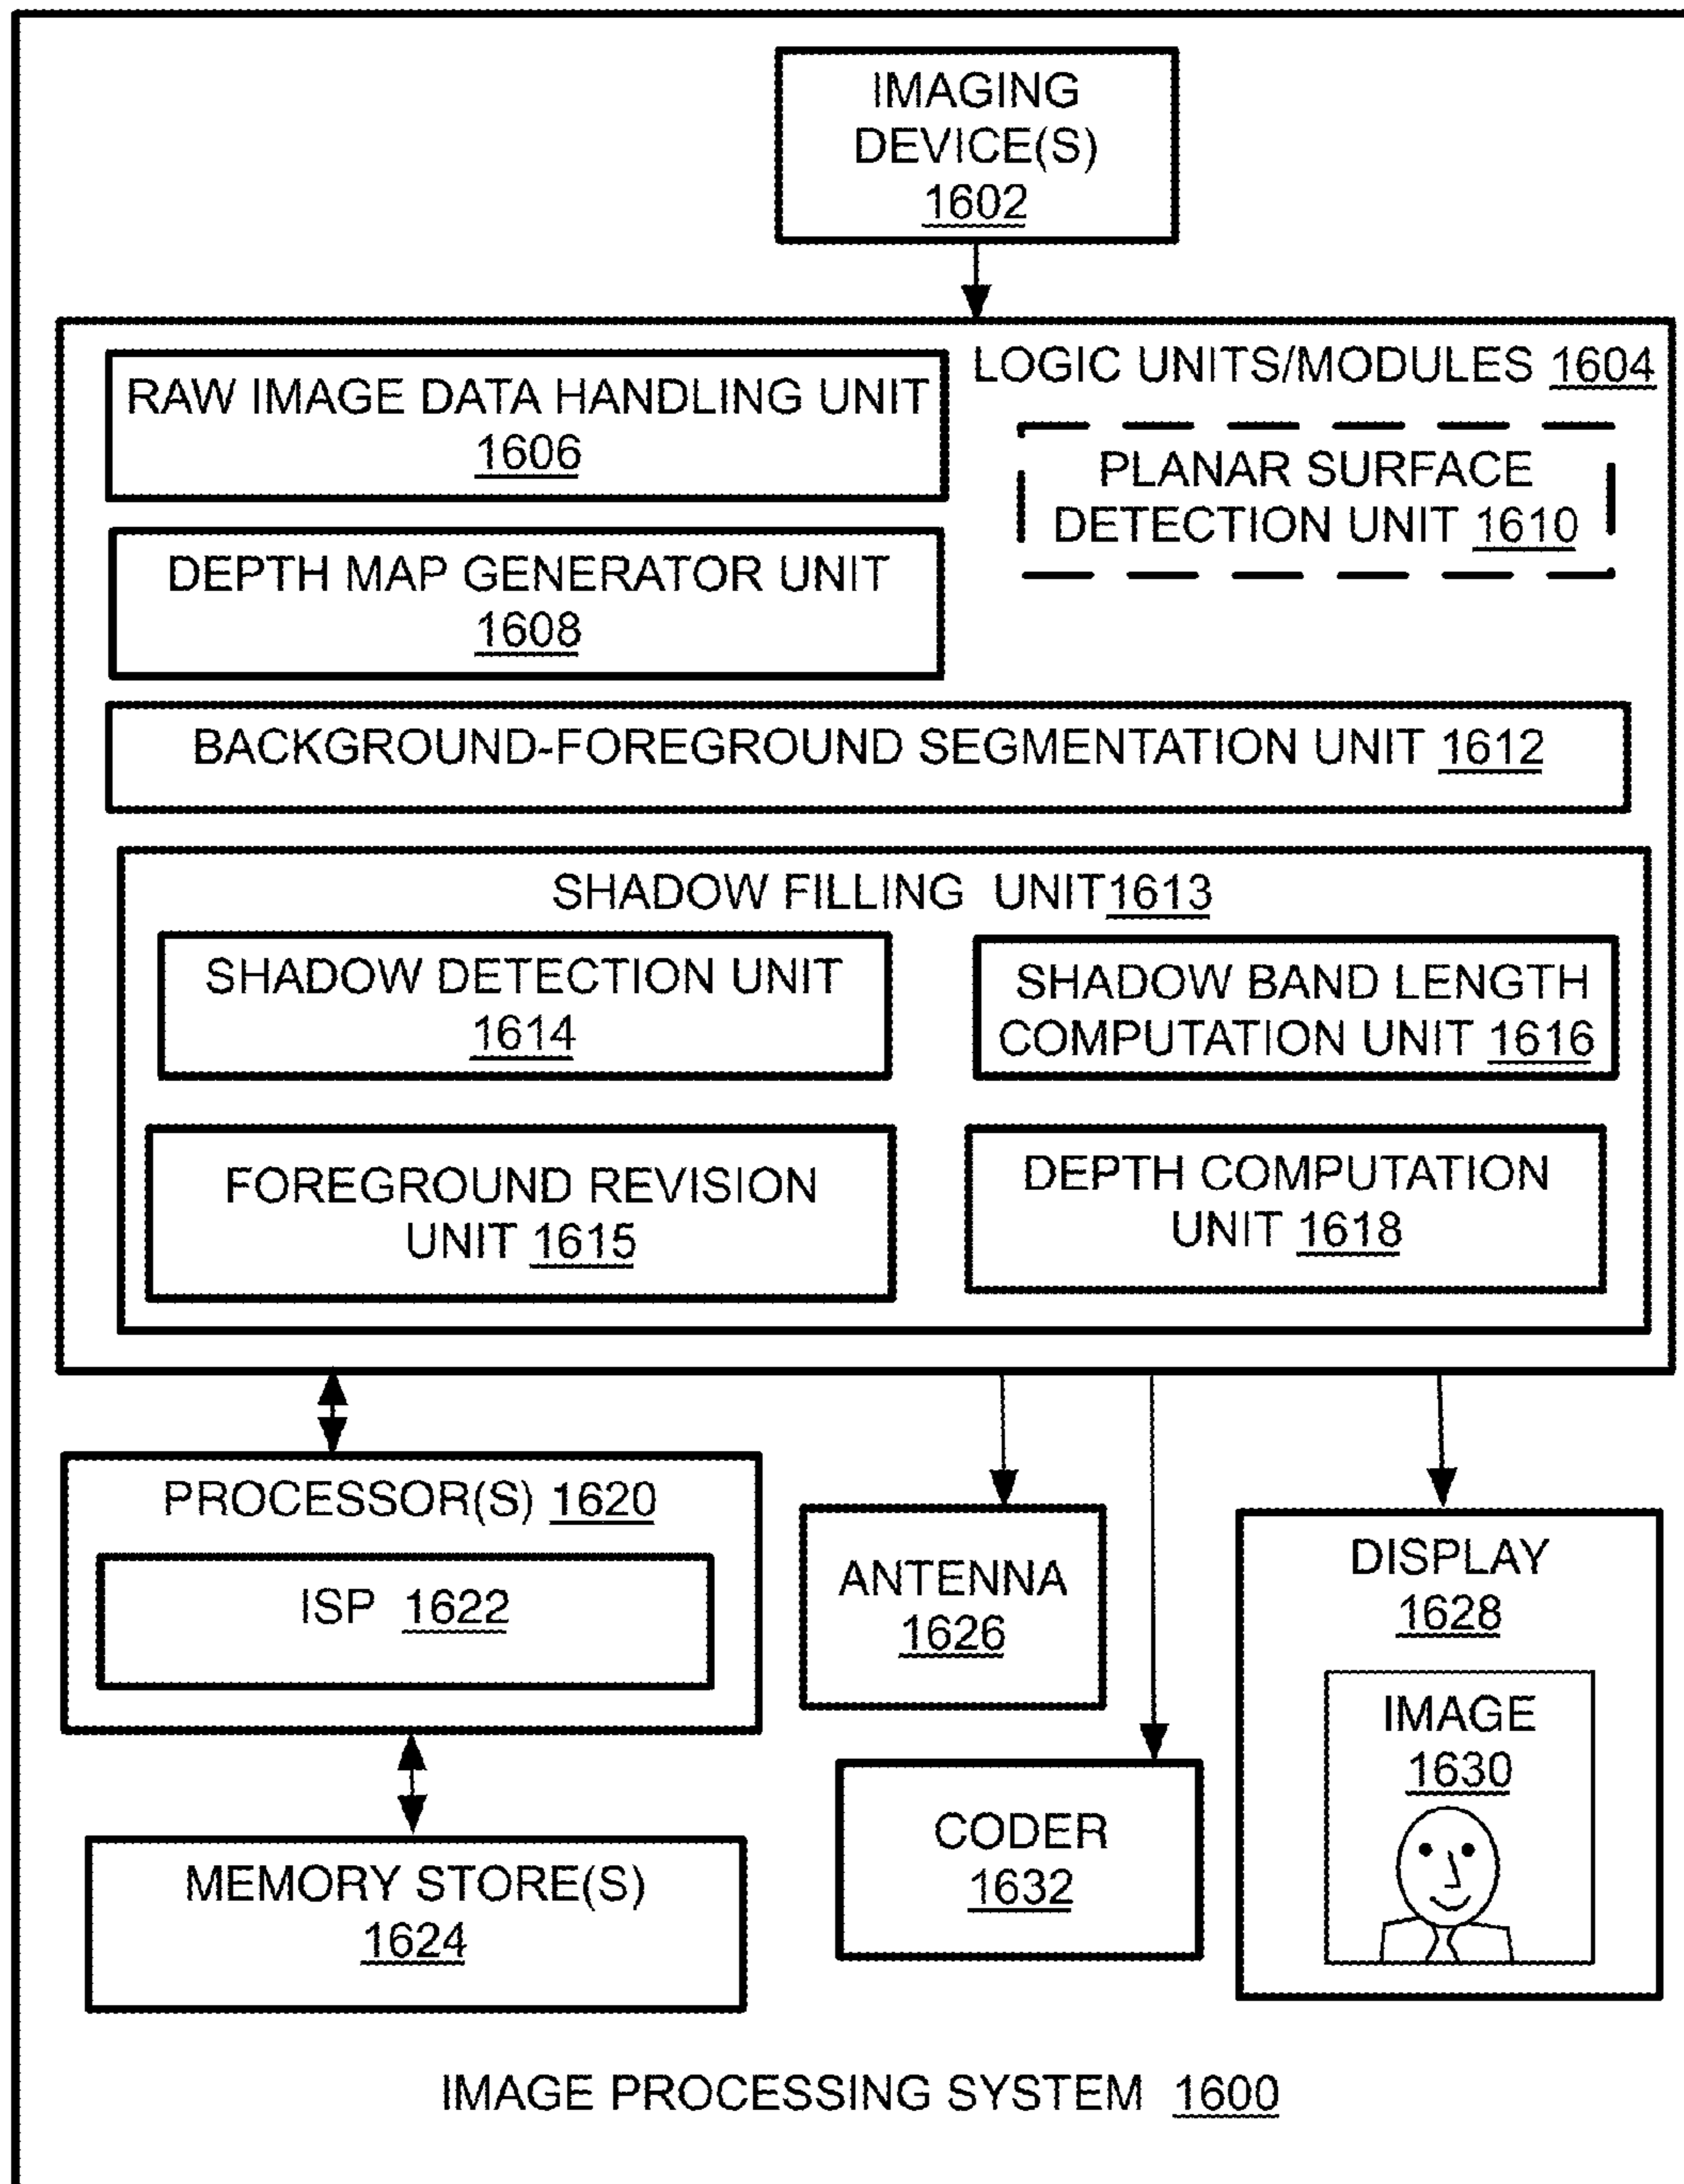 IMAGING
DEVICE(S)
1602
LOGIC UNITS/MODULES 1604
RAW IMAGE DATA HANDLING UNIT
1606
PLANAR SURFACE
DETECTION UNIT 1610
DEPTH MAP GENERATOR UNIT
1608
BACKGROUND-FOREGROUND SEGMENTATION UNIT 1612
SHADOW FILLING UNIT1613
SHADOW DETECTION UNIT
1614
SHADOW BAND LENGTH
COMPUTATION UNIT 1616
FOREGROUND REVISION
UNIT 1615
DEPTH COMPUTATION
UNIT 1618
PROCESSOR(S) 1620
ISP 1622
ANTENNA
1626
DISPLAY
1628
IMAGE
1630
CODER
1632
MEMORY STORE(S)
1624
IMAGE PROCESSING SYSTEM 1600